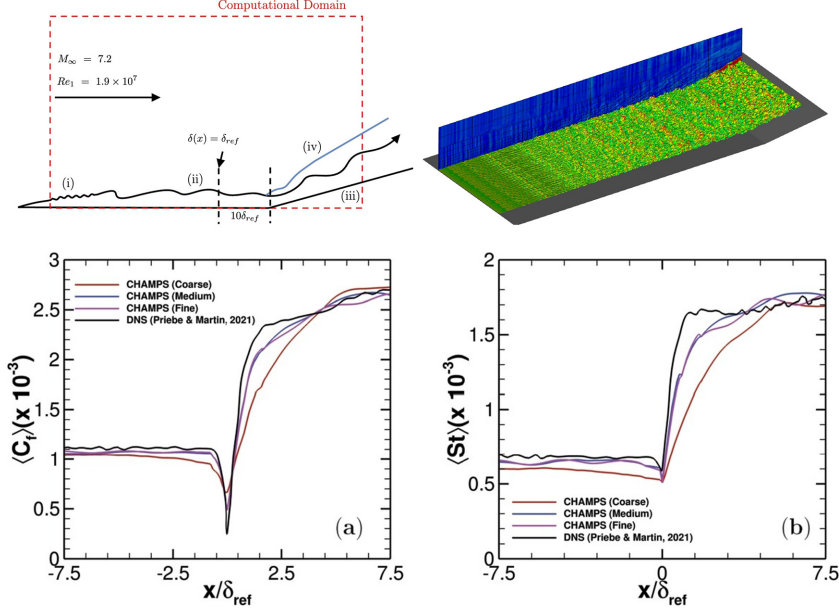 Computational Domain
M∞ = 7.2
Re1 = 1.9 × 10^7
δ(x) = δref
(i)
(ii)
(iv)
(iii)
10δref
3
2.5
2
1.5
1
0.5
0
⟨Cf⟩(x 10^-3)
CHAMPS (Coarse)
CHAMPS (Medium)
CHAMPS (Fine)
DNS (Priebe & Martin, 2021)
(a)
-7.5
-2.5
2.5
7.5
x/δref
2
1.5
1
0.5
0
⟨St⟩(x 10^-3)
CHAMPS (Coarse)
CHAMPS (Medium)
CHAMPS (Fine)
DNS (Priebe & Martin, 2021)
(b)
-7.5
0
7.5
x/δref